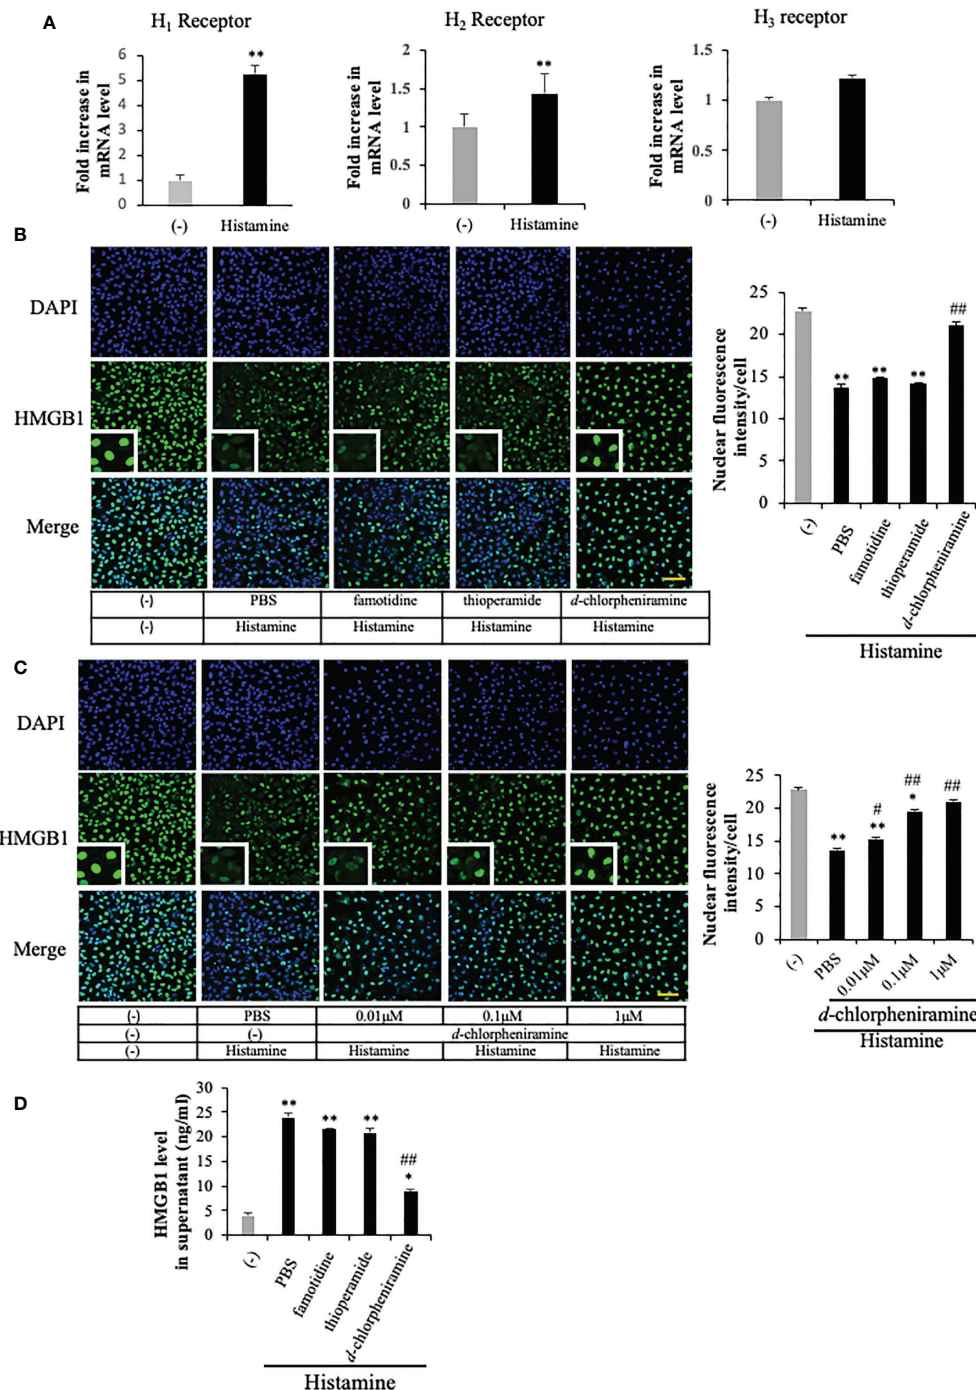 A
H1 Receptor
H2 Receptor
H3 receptor
Fold increase in
mRNA level
6
5
4
3
2
1
0
**
(-)
Histamine
Fold increase in
mRNA level
2
1.5
1
0.5
0
**
(-)
Histamine
Fold increase in
mRNA level
1.5
1
0.5
0
(-)
Histamine
B
DAPI
HMGB1
Merge
(-) PBS famotidine thioperamide d-chlorpheniramine
(-) Histamine Histamine Histamine Histamine
Nuclear fluorescence
intensity/cell
25
20
15
10
5
0
** ** ** ##
(-) PBS famotidine thioperamide d-chlorpheniramine
Histamine
C
DAPI
HMGB1
Merge
(-) PBS 0.01μM 0.1μM 1μM
(-) (-) d-chlorpheniramine
(-) Histamine Histamine Histamine Histamine
Nuclear fluorescence
intensity/cell
25
20
15
10
5
0
# ## ##
** ** *
(-) PBS 0.01μM 0.1μM 1μM
d-chlorpheniramine
Histamine
D
HMGB1 level
in supernatant (ng/ml)
30
25
20
15
10
5
0
** ** ** ##
*
(-) PBS famotidine thioperamide d-chlorpheniramine
Histamine